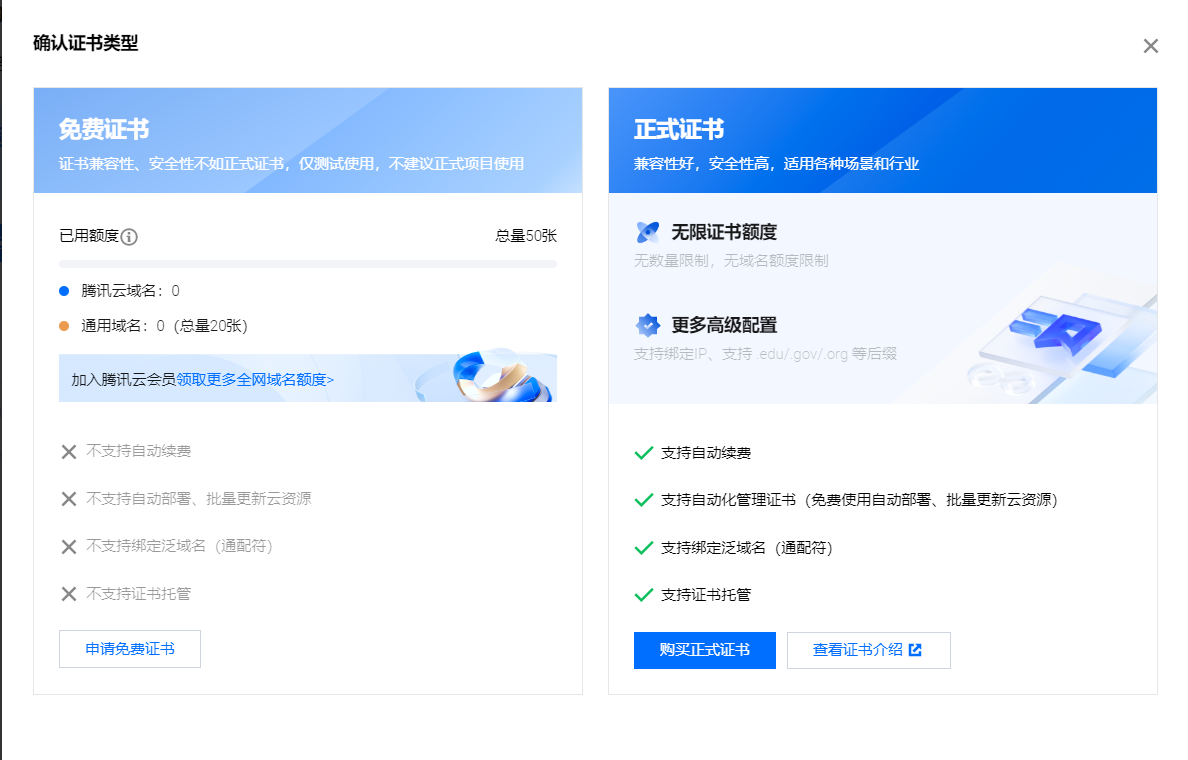 确认证书类型
免费证书
证书兼容性、安全性不如正式证书，仅测试使用，不建议正式项目使用
已用额度
总量50张
腾讯云域名：0
通用域名：0（总量20张）
加入腾讯云会员领取更多全网域名额度>
不支持自动续费
不支持自动部署、批量更新云资源
不支持绑定泛域名（通配符）
不支持证书托管
申请免费证书
正式证书
兼容性好，安全性高，适用各种场景和行业
无限证书额度
无数量限制，无域名额度限制
更多高级配置
支持绑定IP、支持 .edu/.gov/.org 等后缀
支持自动续费
支持自动化管理证书（免费使用自动部署、批量更新云资源）
支持绑定泛域名（通配符）
支持证书托管
购买正式证书
查看证书介绍